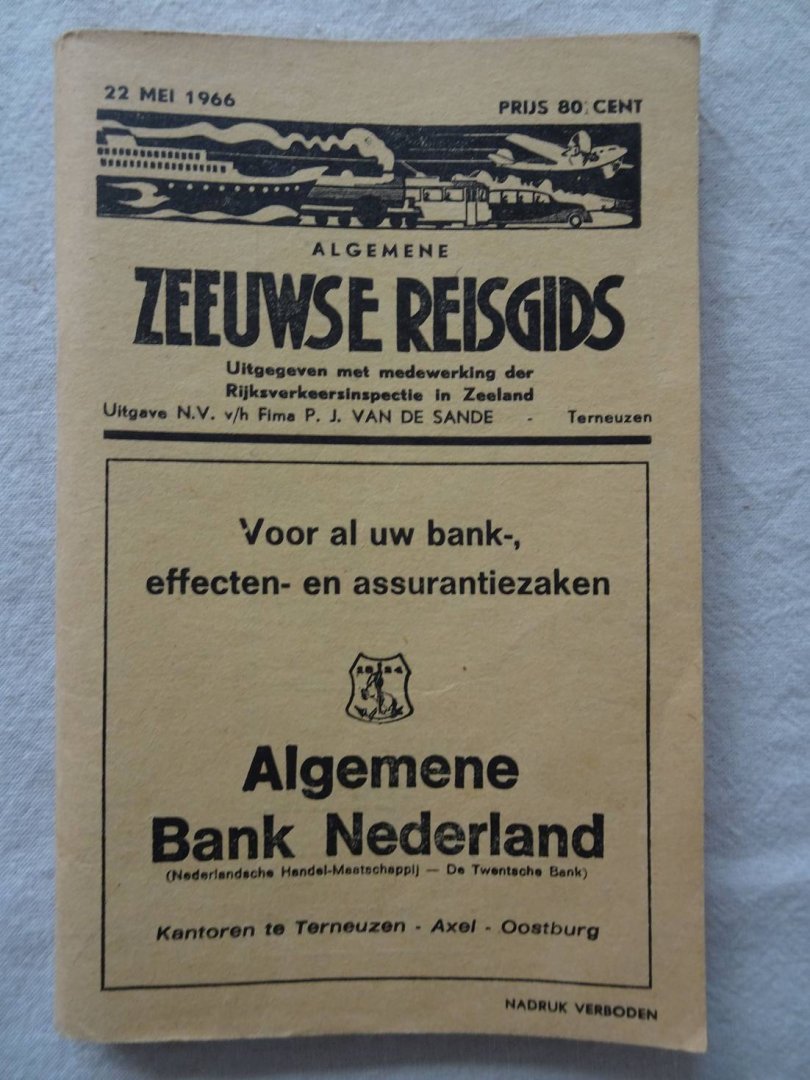 22 MEI 1966
PRIJS 80 CENT
ALGEMENE
ZEEUWSE REISGIDS
Uitgegeven met medewerking der
Rijksverkeersinspectie in Zeeland
Uitgave N.V. v/h Fima P. J. VAN DE SANDE - Terneuzen
Voor al uw bank-,
effecten- en assurantiezaken
1824
Algemene
Bank Nederland
(Nederlandsche Handel-Maatschappij — De Twentsche Bank)
Kantoren te Terneuzen - Axel - Oostburg
NADRUK VERBODEN